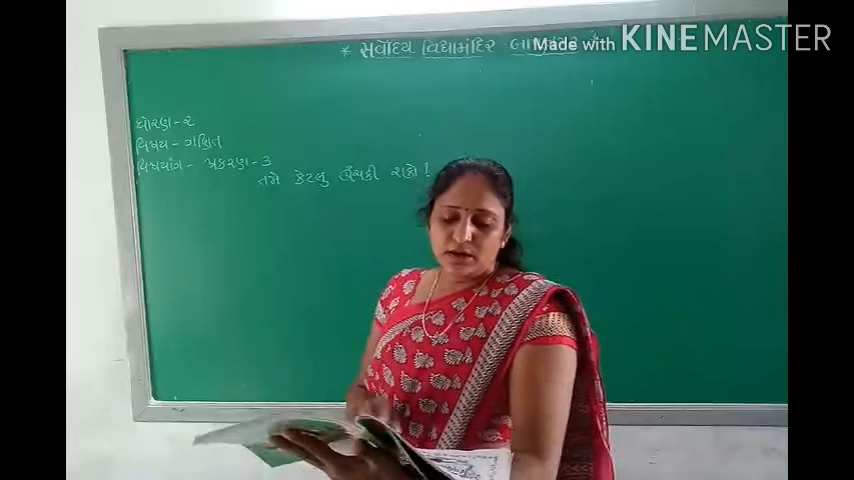 * સર્વોદય વિદ્યામંદિર
Made with KINEMASTER
ધોરણ - ૨
વિષય - ગણિત
વિષયાંગ - પ્રકરણ - ૩
તમે કેટલુ ઊંચકી શકો !